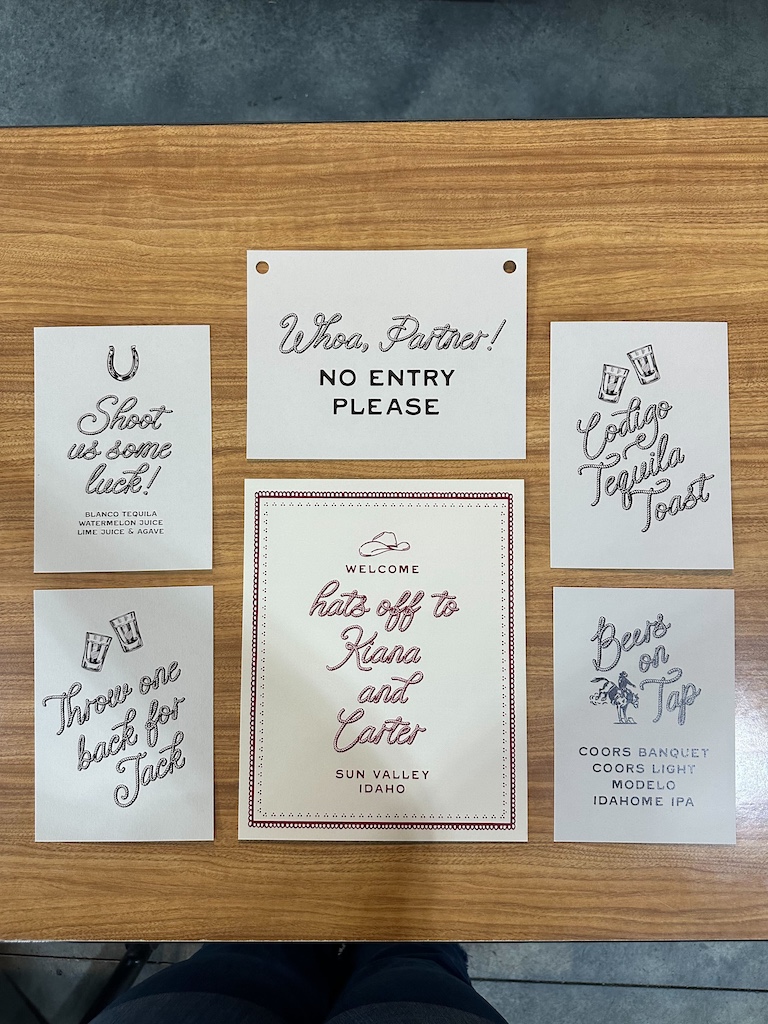 Whoa, Partner!
NO ENTRY
PLEASE
Shoot
us some
luck!
BLANCO TEQUILA
WATERMELON JUICE
LIME JUICE & AGAVE
Codigo
Tequila
Toast
Throw one
back for
Jack
WELCOME
hats off to
Kiana
and
Carter
SUN VALLEY
IDAHO
Beers
on
Tap
COORS BANQUET
COORS LIGHT
MODELO
IDAHOME IPA